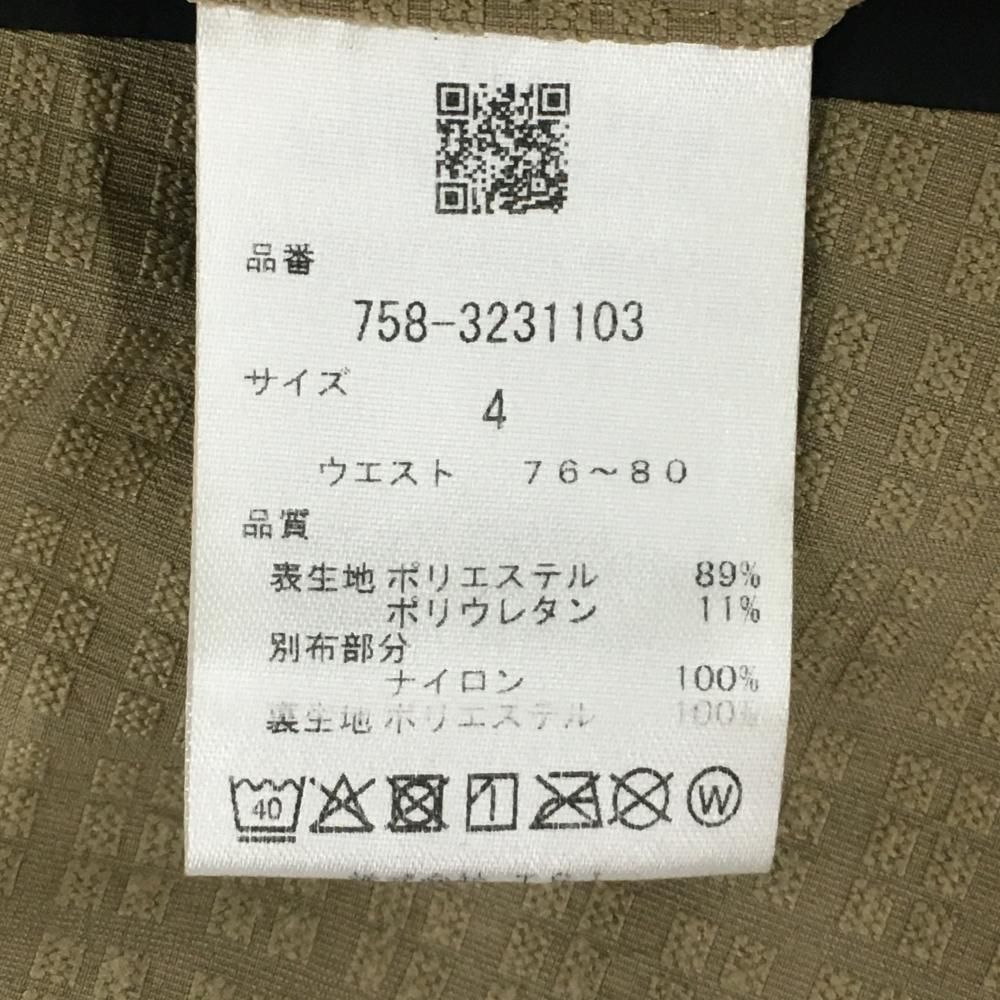 品番
758-3231103
サイズ
4
ウエスト 76～80
品質
表生地 ポリエステル 89%
ポリウレタン 11%
別布部分
ナイロン 100%
裏生地 ポリエステル 100%
40 W